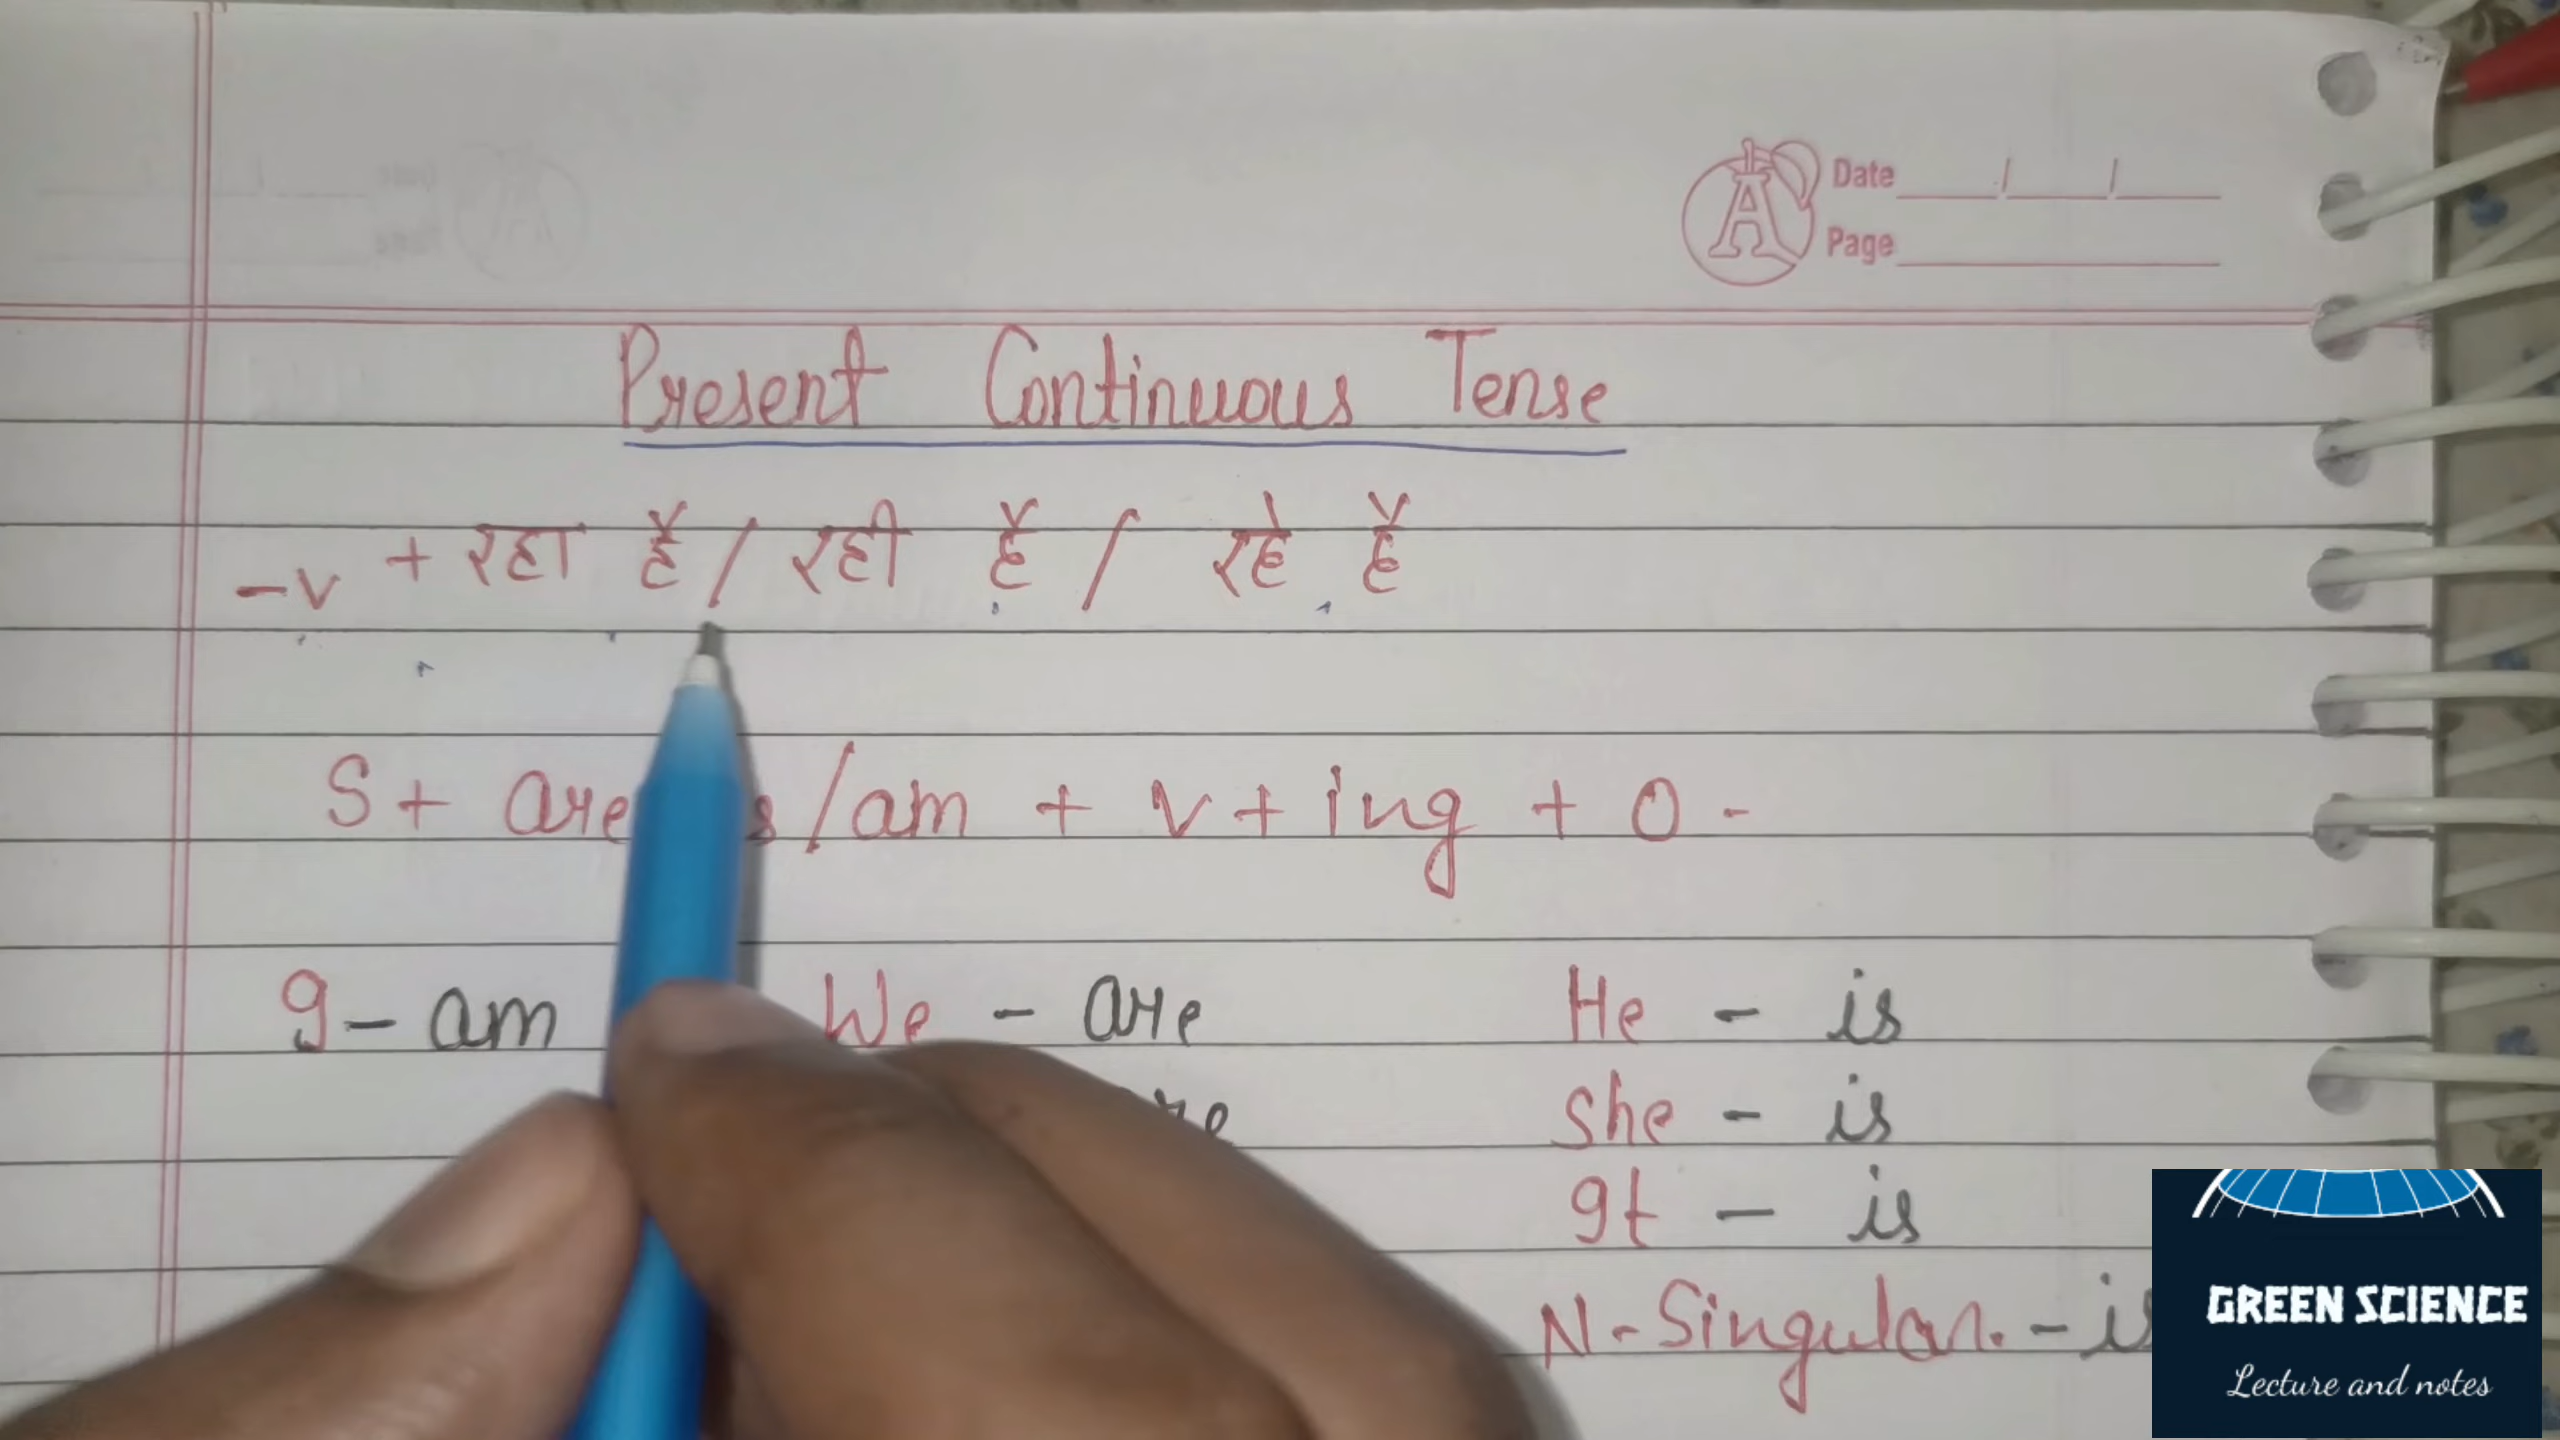 Date / /
Page
Present Continuous Tense
-v + रहा हैं / रही हैं / रहे हैं
S + are /am + v + ing + O -
I - am We - are He - is
She - is
It - is
N - Singular. - is
GREEN SCIENCE
Lecture and notes